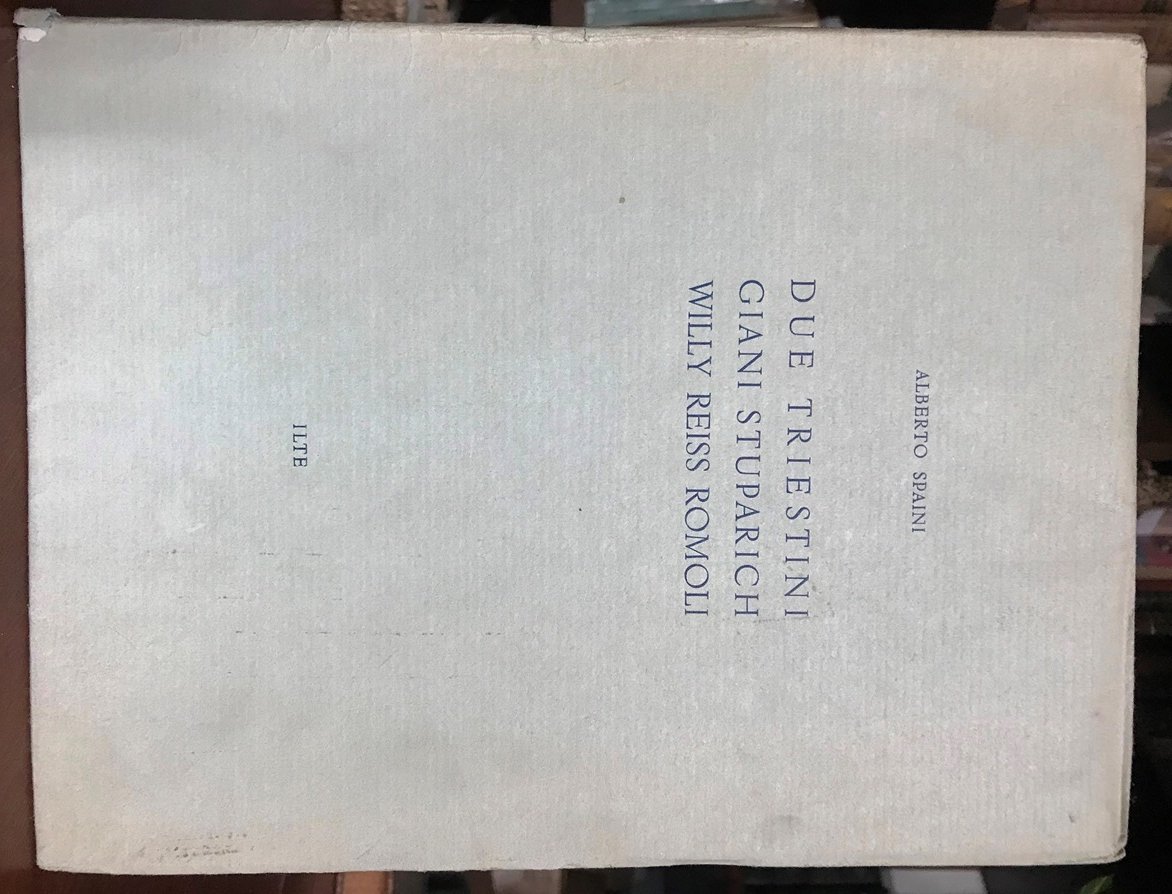 ALBERTO SPAINI
DUE TRIESTINI
GIANI STUPARICH
WILLY REISS ROMOLI
ILTE